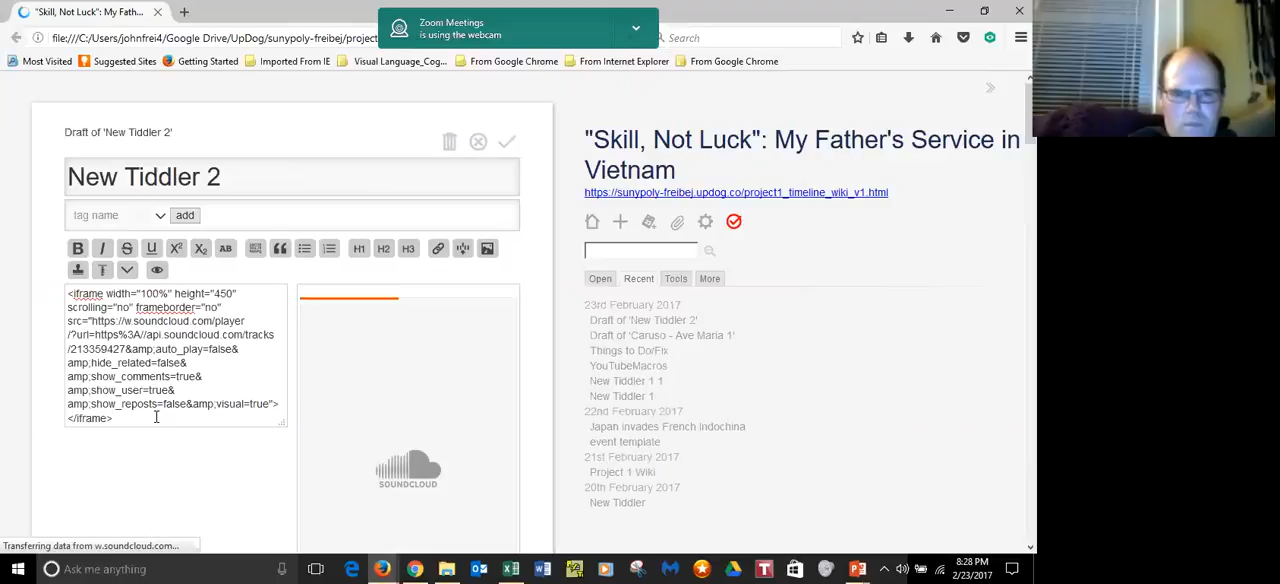 "Skill, Not Luck": My Fath...
Zoom Meetings
is using the webcam
file:///C:/Users/johnfrei4/Google Drive/UpDog/sunypoly-freibej/project
Search
Most Visited
Suggested Sites
Getting Started
Imported From IE
Visual_Language_Cog...
From Google Chrome
From Internet Explorer
From Google Chrome
Draft of 'New Tiddler 2'
New Tiddler 2
tag name
add
B I S U X² X₂ AB
H1 H2 H3
<iframe width="100%" height="450"
scrolling="no" frameborder="no"
src="https://w.soundcloud.com/player
/?url=https%3A//api.soundcloud.com/tracks
/213359427&amp;auto_play=false&
amp;hide_related=false&
amp;show_comments=true&
amp;show_user=true&
amp;show_reposts=false&amp;visual=true">
</iframe>
SOUNDCLOUD
"Skill, Not Luck": My Father's Service in
Vietnam
https://sunypoly-freibej.updog.co/project1_timeline_wiki_v1.html
Open Recent Tools More
23rd February 2017
Draft of 'New Tiddler 2'
Draft of 'Caruso - Ave Maria 1'
Things to Do/Fix
YouTubeMacros
New Tiddler 1 1
New Tiddler 1
22nd February 2017
Japan invades French Indochina
event template
21st February 2017
Project 1 Wiki
20th February 2017
New Tiddler
Transferring data from w.soundcloud.com...
Ask me anything
8:28 PM
2/23/2017